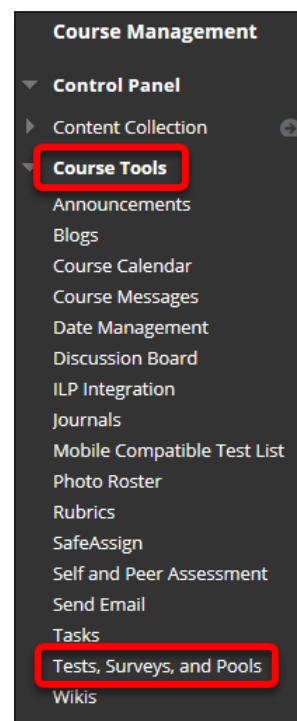 Course Management
Control Panel
Content Collection
Course Tools
Announcements
Blogs
Course Calendar
Course Messages
Date Management
Discussion Board
ILP Integration
Journals
Mobile Compatible Test List
Photo Roster
Rubrics
SafeAssign
Self and Peer Assessment
Send Email
Tasks
Tests, Surveys, and Pools
Wikis